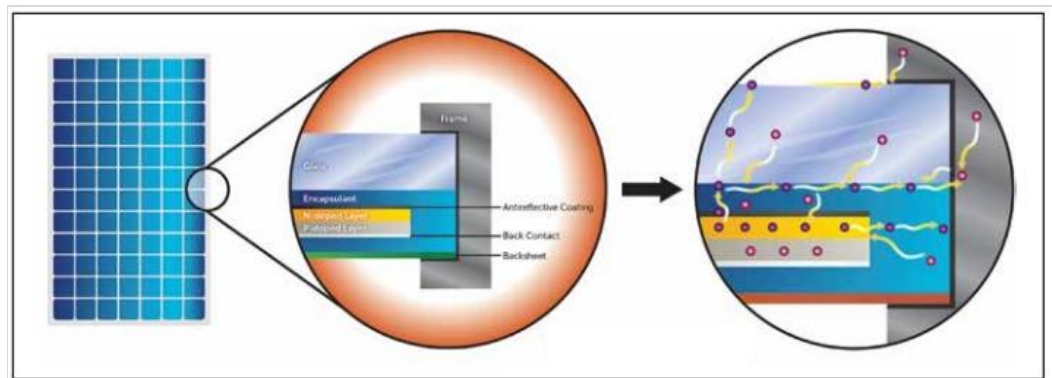 Frame
Glass
Encapsulant
Antireflective Coating
N-doped Layer
P-doped Layer
Back Contact
Backsheet